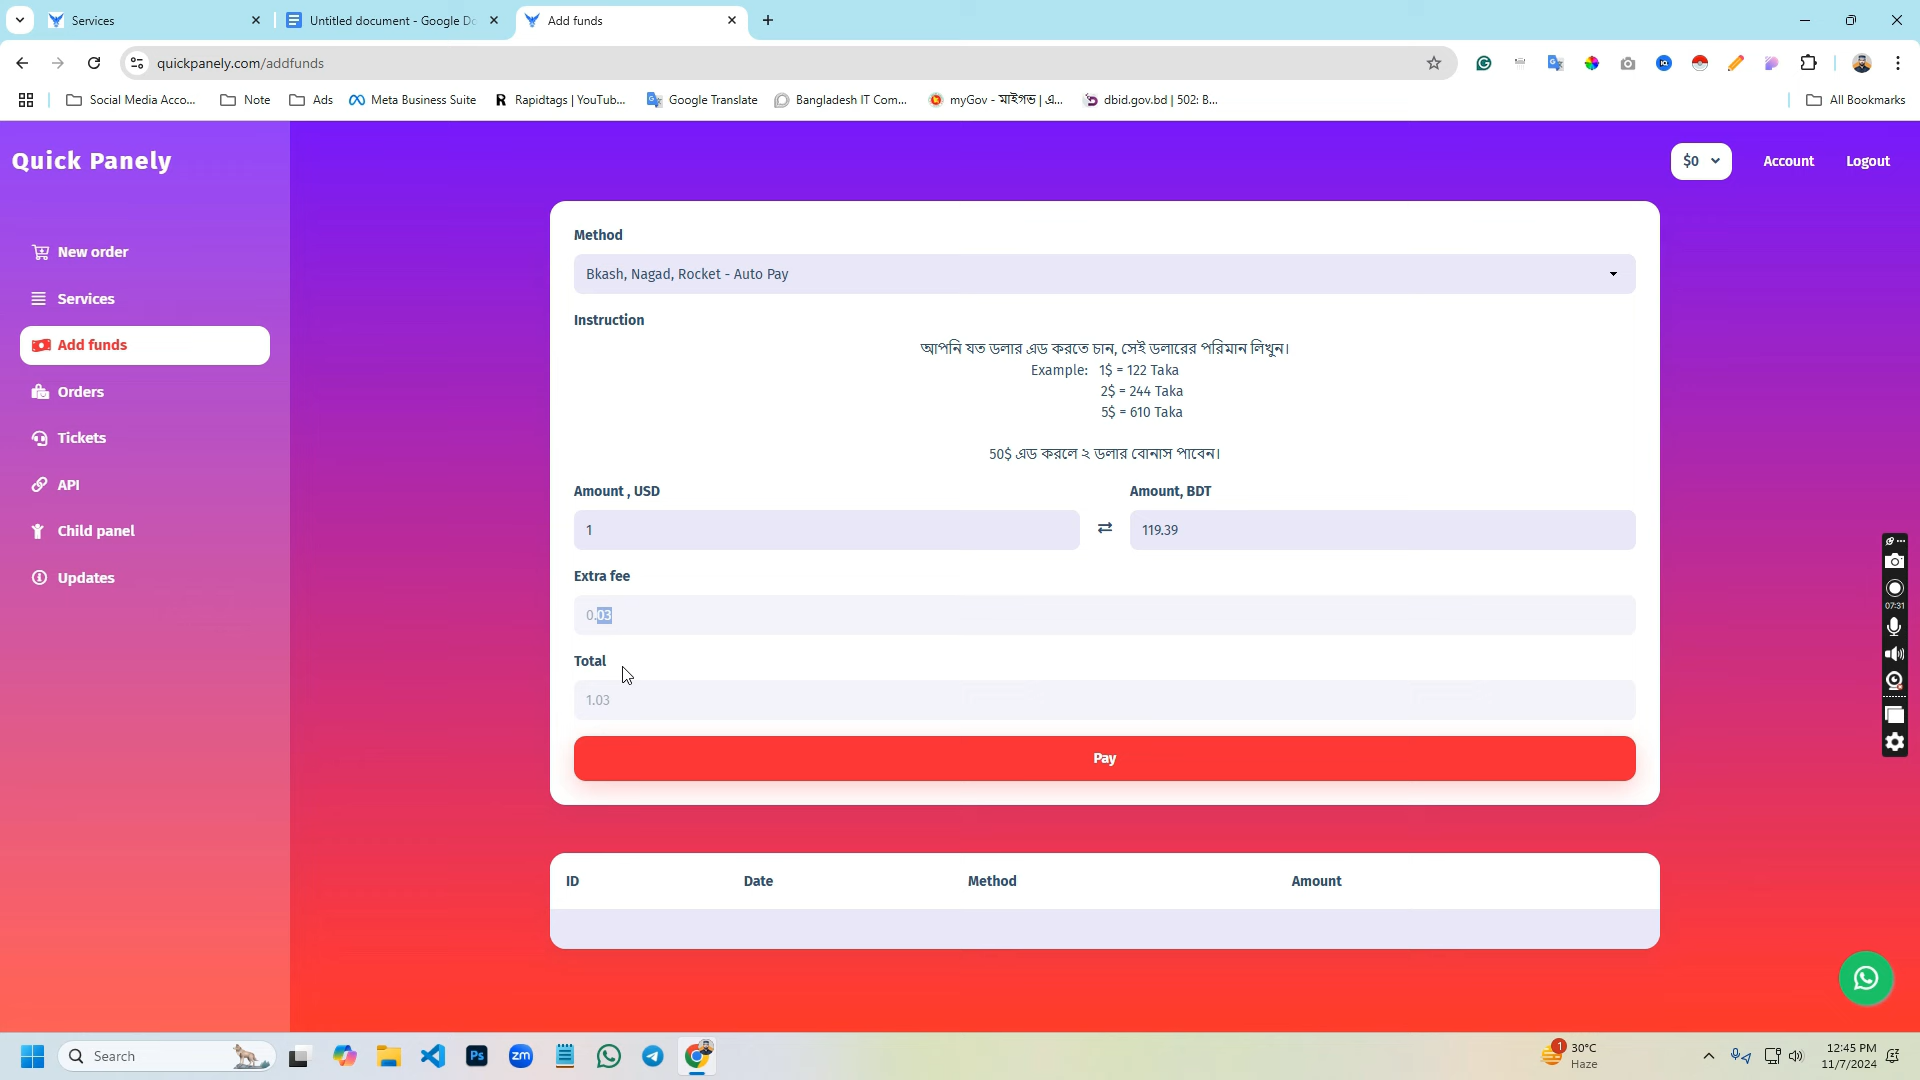 Services
Untitled document - Google Do
Add funds
quickpanely.com/addfunds
Social Media Acco...
Note
Ads
Meta Business Suite
Rapidtags | YouTub...
Google Translate
Bangladesh IT Com...
myGov - মাইগভ | এ...
dbid.gov.bd | 502: B...
All Bookmarks
Quick Panely
$0
Account
Logout
New order
Services
Add funds
Orders
Tickets
API
Child panel
Updates
Method
Bkash, Nagad, Rocket - Auto Pay
Instruction
আপনি যত ডলার এড করতে চান, সেই ডলারের পরিমান লিখুন।
Example: 1$ = 122 Taka
2$ = 244 Taka
5$ = 610 Taka
50$ এড করলে ২ ডলার বোনাস পাবেন।
Amount , USD
Amount, BDT
1
119.39
Extra fee
0.03
Total
1.03
Pay
ID Date Method Amount
07:31
Search
Ps
zm
1
30°C
Haze
12:45 PM
11/7/2024